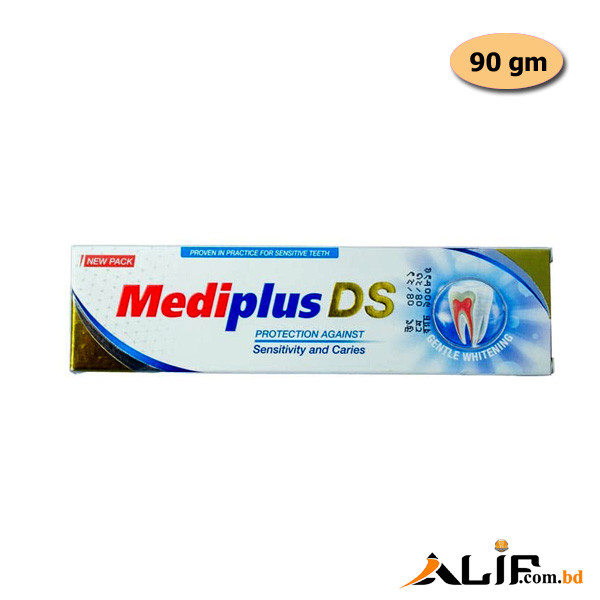 90 gm
NEW PACK
PROVEN IN PRACTICE FOR SENSITIVE TEETH
Mediplus DS
PROTECTION AGAINST
Sensitivity and Caries
GENTLE WHITENING
ALIF.com.bd